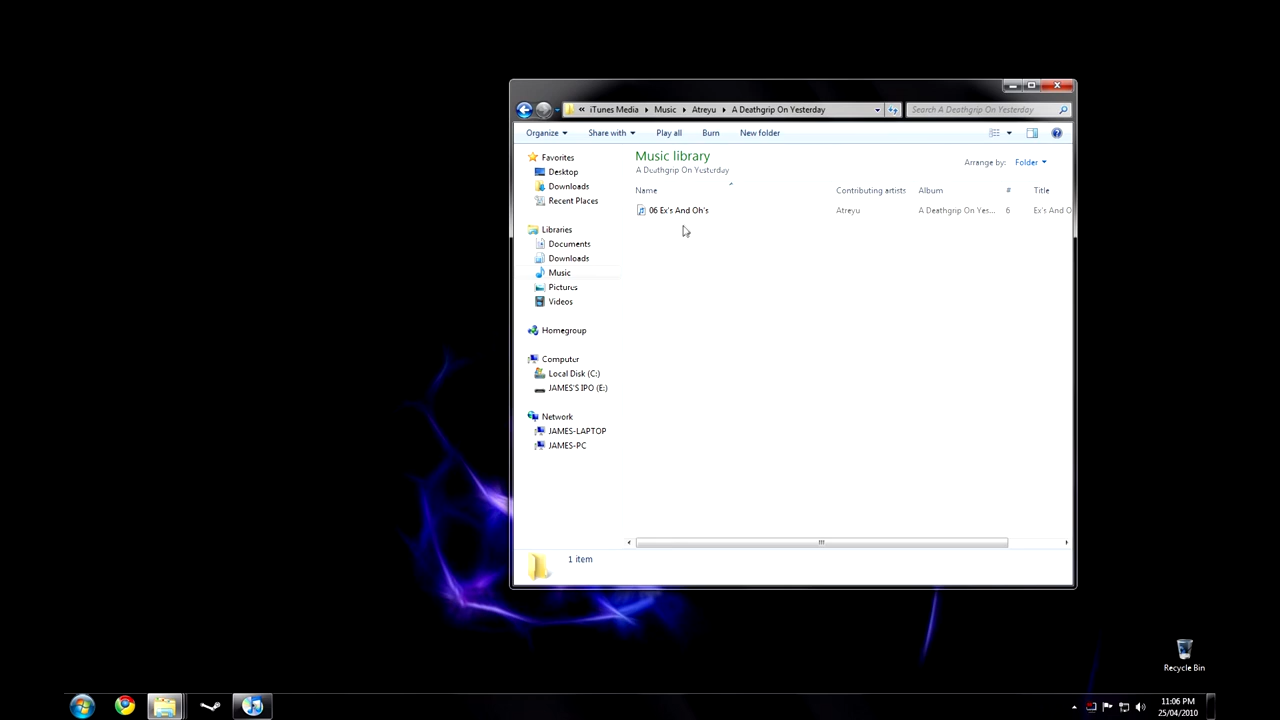 « iTunes Media ▸ Music ▸ Atreyu ▸ A Deathgrip On Yesterday
Search A Deathgrip On Yesterday
Organize Share with Play all Burn New folder
Favorites
Desktop
Downloads
Recent Places
Libraries
Documents
Downloads
Music
Pictures
Videos
Homegroup
Computer
Local Disk (C:)
JAMES'S IPO (E:)
Network
JAMES-LAPTOP
JAMES-PC
Music library
A Deathgrip On Yesterday
Arrange by: Folder
Name Contributing artists Album # Title
06 Ex's And Oh's Atreyu A Deathgrip On Yes... 6 Ex's And O
1 item
Recycle Bin
11:06 PM
25/04/2010